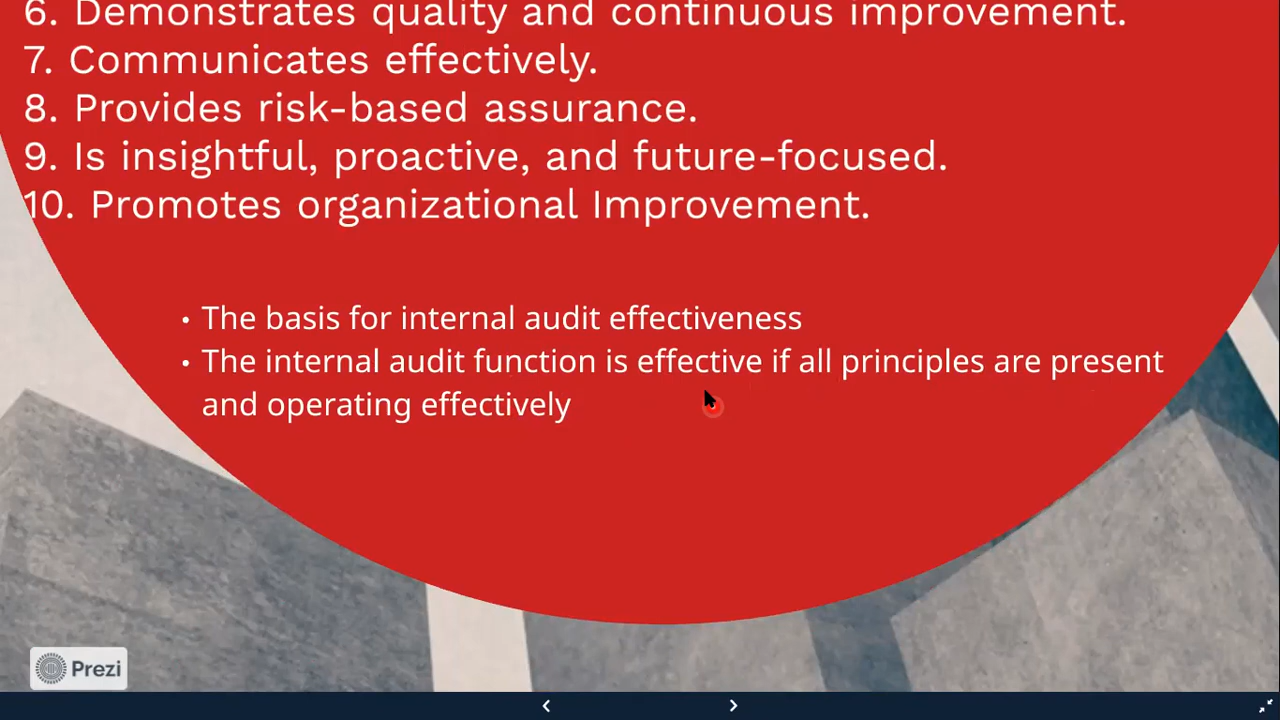 6. Demonstrates quality and continuous improvement.
7. Communicates effectively.
8. Provides risk-based assurance.
9. Is insightful, proactive, and future-focused.
10. Promotes organizational Improvement.
• The basis for internal audit effectiveness
• The internal audit function is effective if all principles are present
and operating effectively
Prezi